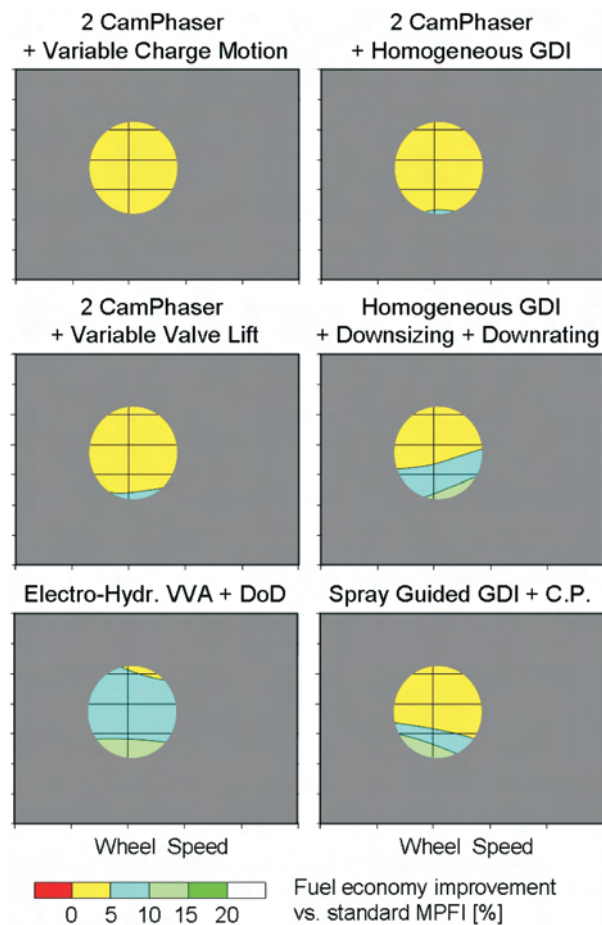 2 CamPhaser
+ Variable Charge Motion
2 CamPhaser
+ Homogeneous GDI
2 CamPhaser
+ Variable Valve Lift
Homogeneous GDI
+ Downsizing + Downrating
Electro-Hydr. VVA + DoD
Spray Guided GDI + C.P.
Wheel Speed
Wheel Speed
0 5 10 15 20
Fuel economy improvement
vs. standard MPFI [%]